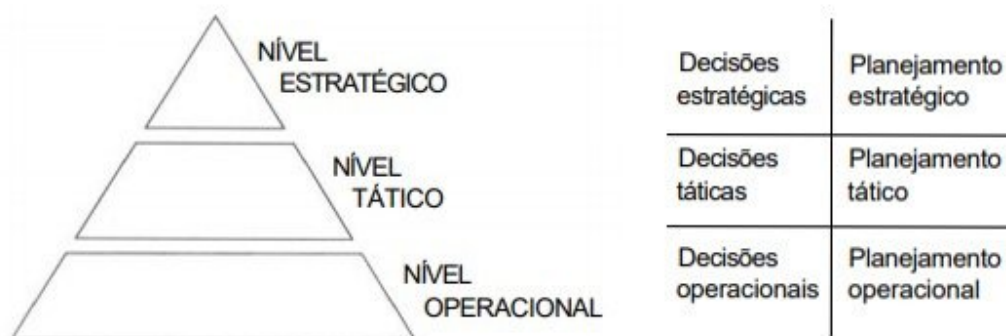 NÍVEL
ESTRATÉGICO
NÍVEL
TÁTICO
NÍVEL
OPERACIONAL
Decisões
estratégicas
Planejamento
estratégico
Decisões
táticas
Planejamento
tático
Decisões
operacionais
Planejamento
operacional